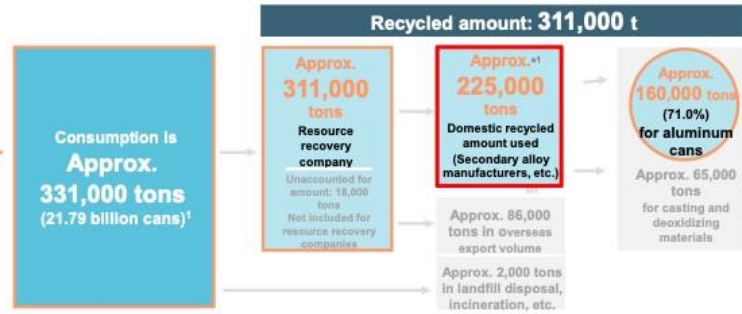 Recycled amount: 311,000 t
Consumption is
Approx.
331,000 tons
(21.79 billion cans)1
Approx.
311,000
tons
Resource
recovery
company
Unaccounted for
amount: 18,000
tons
Not included for
resource recovery
companies
Approx.*1
225,000
tons
Domestic recycled
amount used
(Secondary alloy
manufacturers, etc.)
Approx. 86,000
tons in overseas
export volume
Approx. 2,000 tons
in landfill disposal,
incineration, etc.
Approx.
160,000 tons
(71.0%)
for aluminum
cans
Approx. 65,000
tons
for casting and
deoxidizing
materials